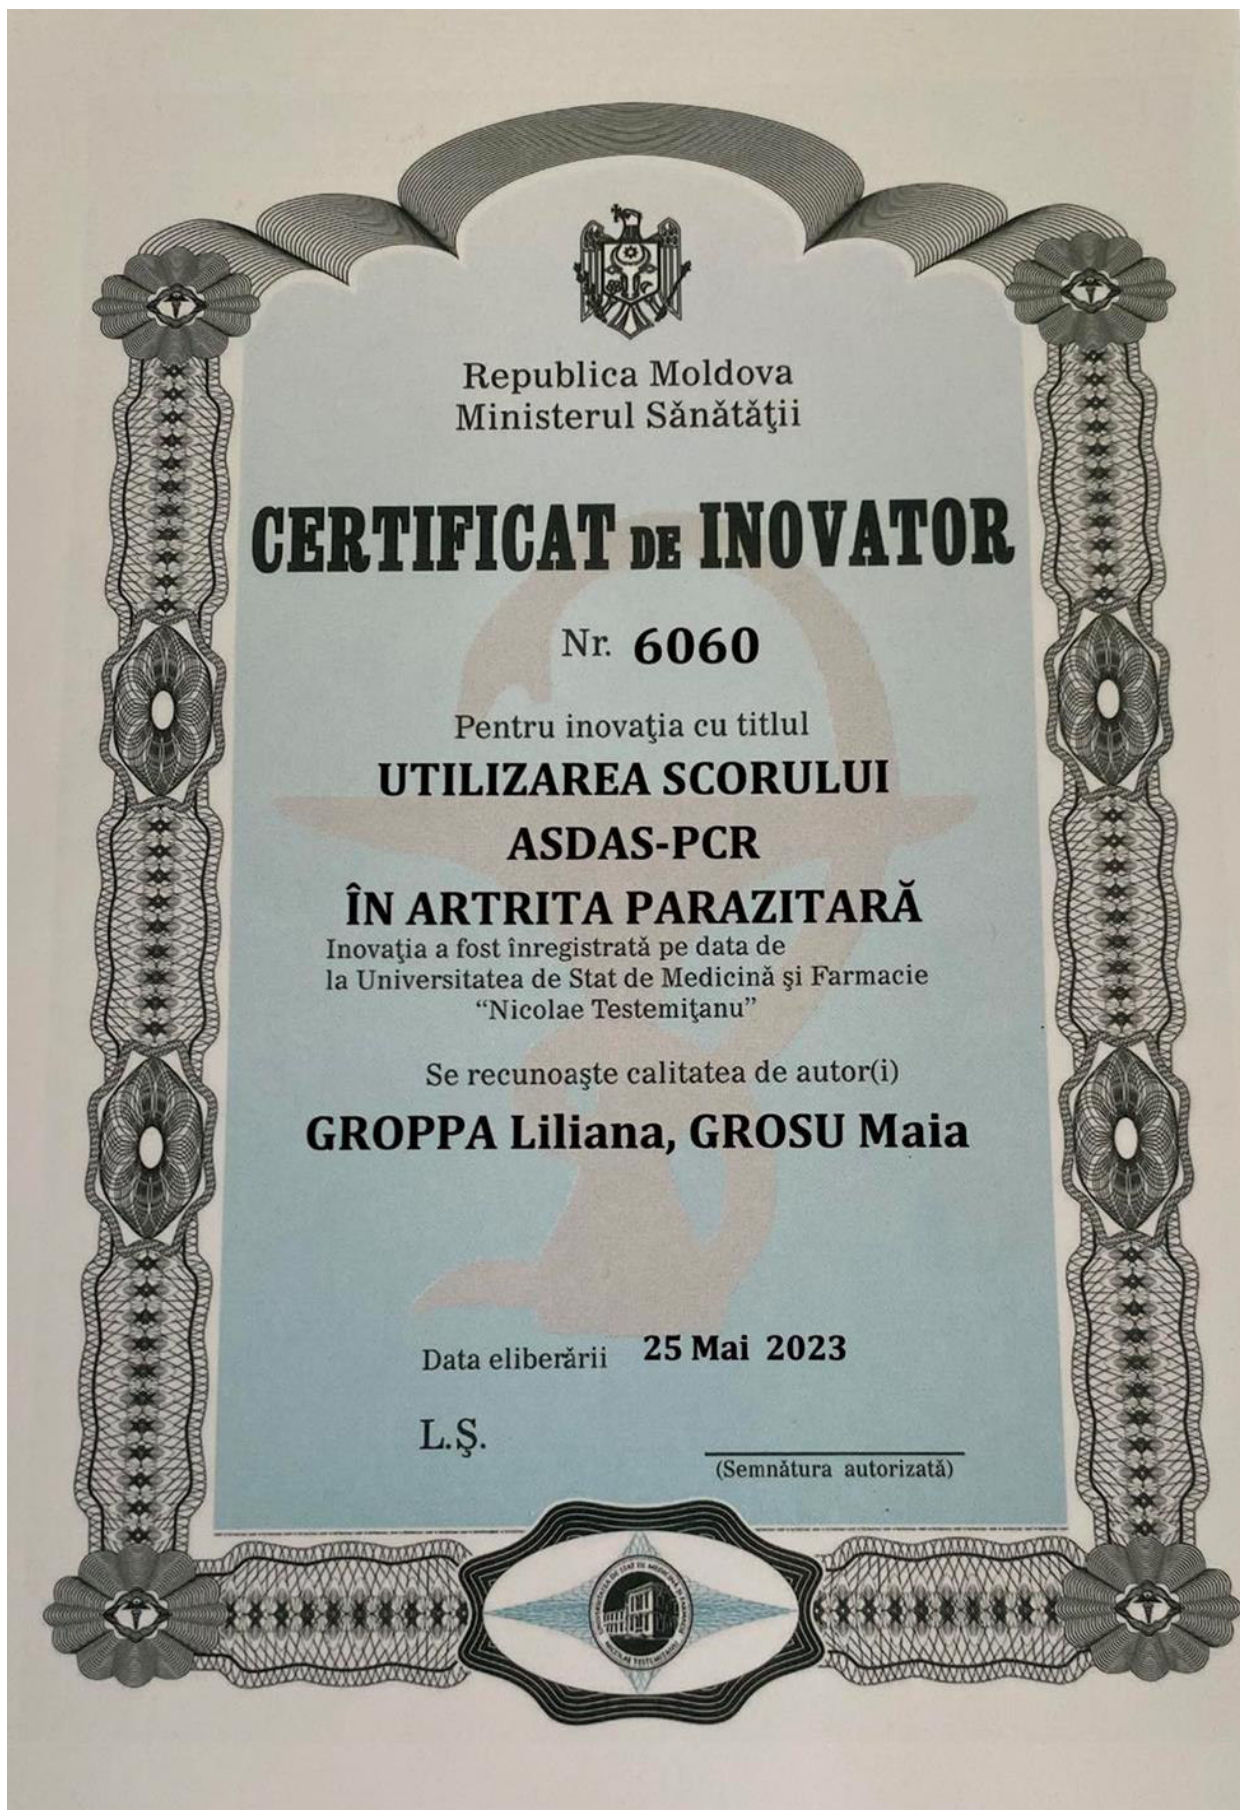 Republica Moldova
Ministerul Sănătăţii
CERTIFICAT DE INOVATOR
Nr. 6060
Pentru inovaţia cu titlul
UTILIZAREA SCORULUI
ASDAS-PCR
ÎN ARTRITA PARAZITARĂ
Inovaţia a fost înregistrată pe data de
la Universitatea de Stat de Medicină şi Farmacie
“Nicolae Testemiţanu”
Se recunoaşte calitatea de autor(i)
GROPPA Liliana, GROSU Maia
Data eliberării 25 Mai 2023
L.Ş.
(Semnătura autorizată)